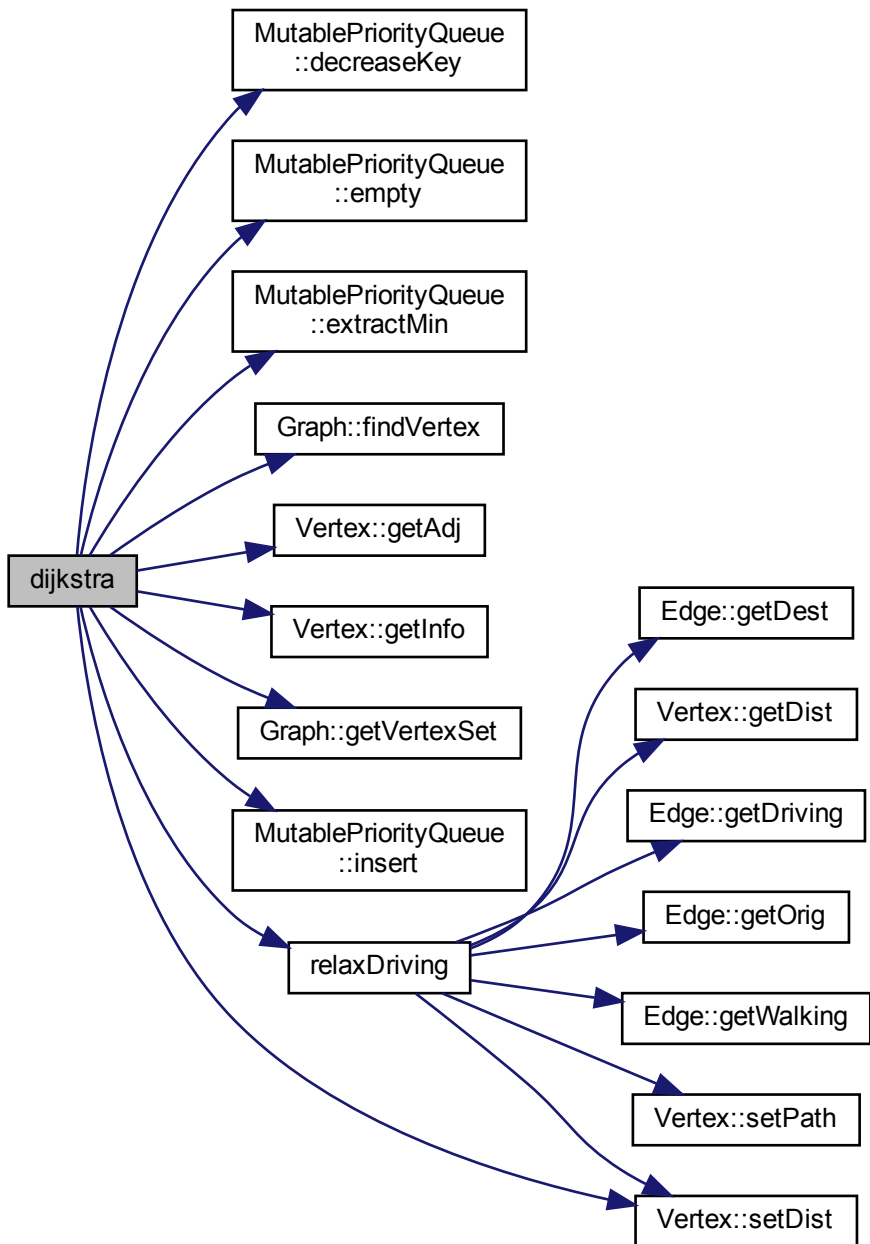 MutablePriorityQueue
::decreaseKey
MutablePriorityQueue
::empty
MutablePriorityQueue
::extractMin
Graph::findVertex
Vertex::getAdj
dijkstra
Vertex::getInfo
Edge::getDest
Vertex::getDist
Graph::getVertexSet
Edge::getDriving
MutablePriorityQueue
::insert
Edge::getOrig
relaxDriving
Edge::getWalking
Vertex::setPath
Vertex::setDist